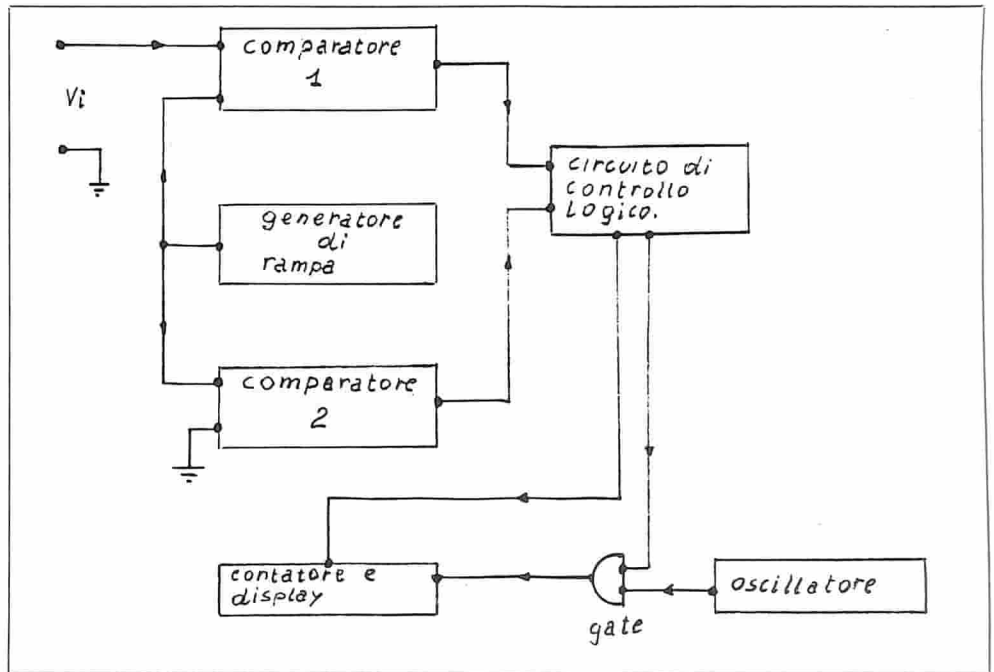 comparatore
1
Vi
circuito di
controllo
logico.
generatore
di
rampa
comparatore
2
contatore e
display
gate
oscillatore